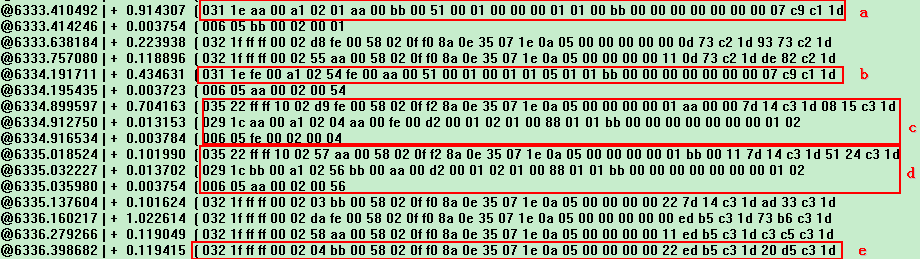 @6333.410492 | + 0.914307 [031 1e aa 00 a1 02 01 aa 00 bb 00 51 00 01 00 00 00 01 01 00 bb 00 00 00 00 00 00 00 07 c9 c1 1d a
@6333.414246 | + 0.003754 [006 05 bb 00 02 00 01
@6333.638184 | + 0.223938 [032 1f ff ff 00 02 d8 fe 00 58 02 0f f0 8a 0e 35 07 1e 0a 05 00 00 00 00 00 0d 73 c2 1d 93 73 c2 1d
@6333.757080 | + 0.118896 [032 1f ff ff 00 02 55 aa 00 58 02 0f f0 8a 0e 35 07 1e 0a 05 00 00 00 00 11 0d 73 c2 1d de 82 c2 1d
@6334.191711 | + 0.434631 [031 1e fe 00 a1 02 54 fe 00 aa 00 51 00 01 00 01 01 05 01 01 bb 00 00 00 00 00 00 00 07 c9 c1 1d b
@6334.195435 | + 0.003723 [006 05 aa 00 02 00 54
@6334.899597 | + 0.704163 [035 22 ff ff 10 02 d9 fe 00 58 02 0f f2 8a 0e 35 07 1e 0a 05 00 00 00 00 01 aa 00 00 7d 14 c3 1d 08 15 c3 1d
@6334.912750 | + 0.013153 [029 1c aa 00 a1 02 04 aa 00 fe 00 d2 00 01 02 01 00 88 01 01 bb 00 00 00 00 00 00 00 01 02 c
@6334.916534 | + 0.003784 [006 05 fe 00 02 00 04
@6335.018524 | + 0.101990 [035 22 ff ff 10 02 57 aa 00 58 02 0f f2 8a 0e 35 07 1e 0a 05 00 00 00 00 01 bb 00 11 7d 14 c3 1d 51 24 c3 1d
@6335.032227 | + 0.013702 [029 1c bb 00 a1 02 56 bb 00 aa 00 d2 00 01 02 01 00 88 01 01 bb 00 00 00 00 00 00 00 01 02 d
@6335.035980 | + 0.003754 [006 05 aa 00 02 00 56
@6335.137604 | + 0.101624 [032 1f ff ff 00 02 03 bb 00 58 02 0f f0 8a 0e 35 07 1e 0a 05 00 00 00 00 22 7d 14 c3 1d ad 33 c3 1d
@6336.160217 | + 1.022614 [032 1f ff ff 00 02 da fe 00 58 02 0f f0 8a 0e 35 07 1e 0a 05 00 00 00 00 00 ed b5 c3 1d 73 b6 c3 1d
@6336.279266 | + 0.119049 [032 1f ff ff 00 02 58 aa 00 58 02 0f f0 8a 0e 35 07 1e 0a 05 00 00 00 00 11 ed b5 c3 1d c3 c5 c3 1d
@6336.398682 | + 0.119415 [032 1f ff ff 00 02 04 bb 00 58 02 0f f0 8a 0e 35 07 1e 0a 05 00 00 00 00 22 ed b5 c3 1d 20 d5 c3 1d e